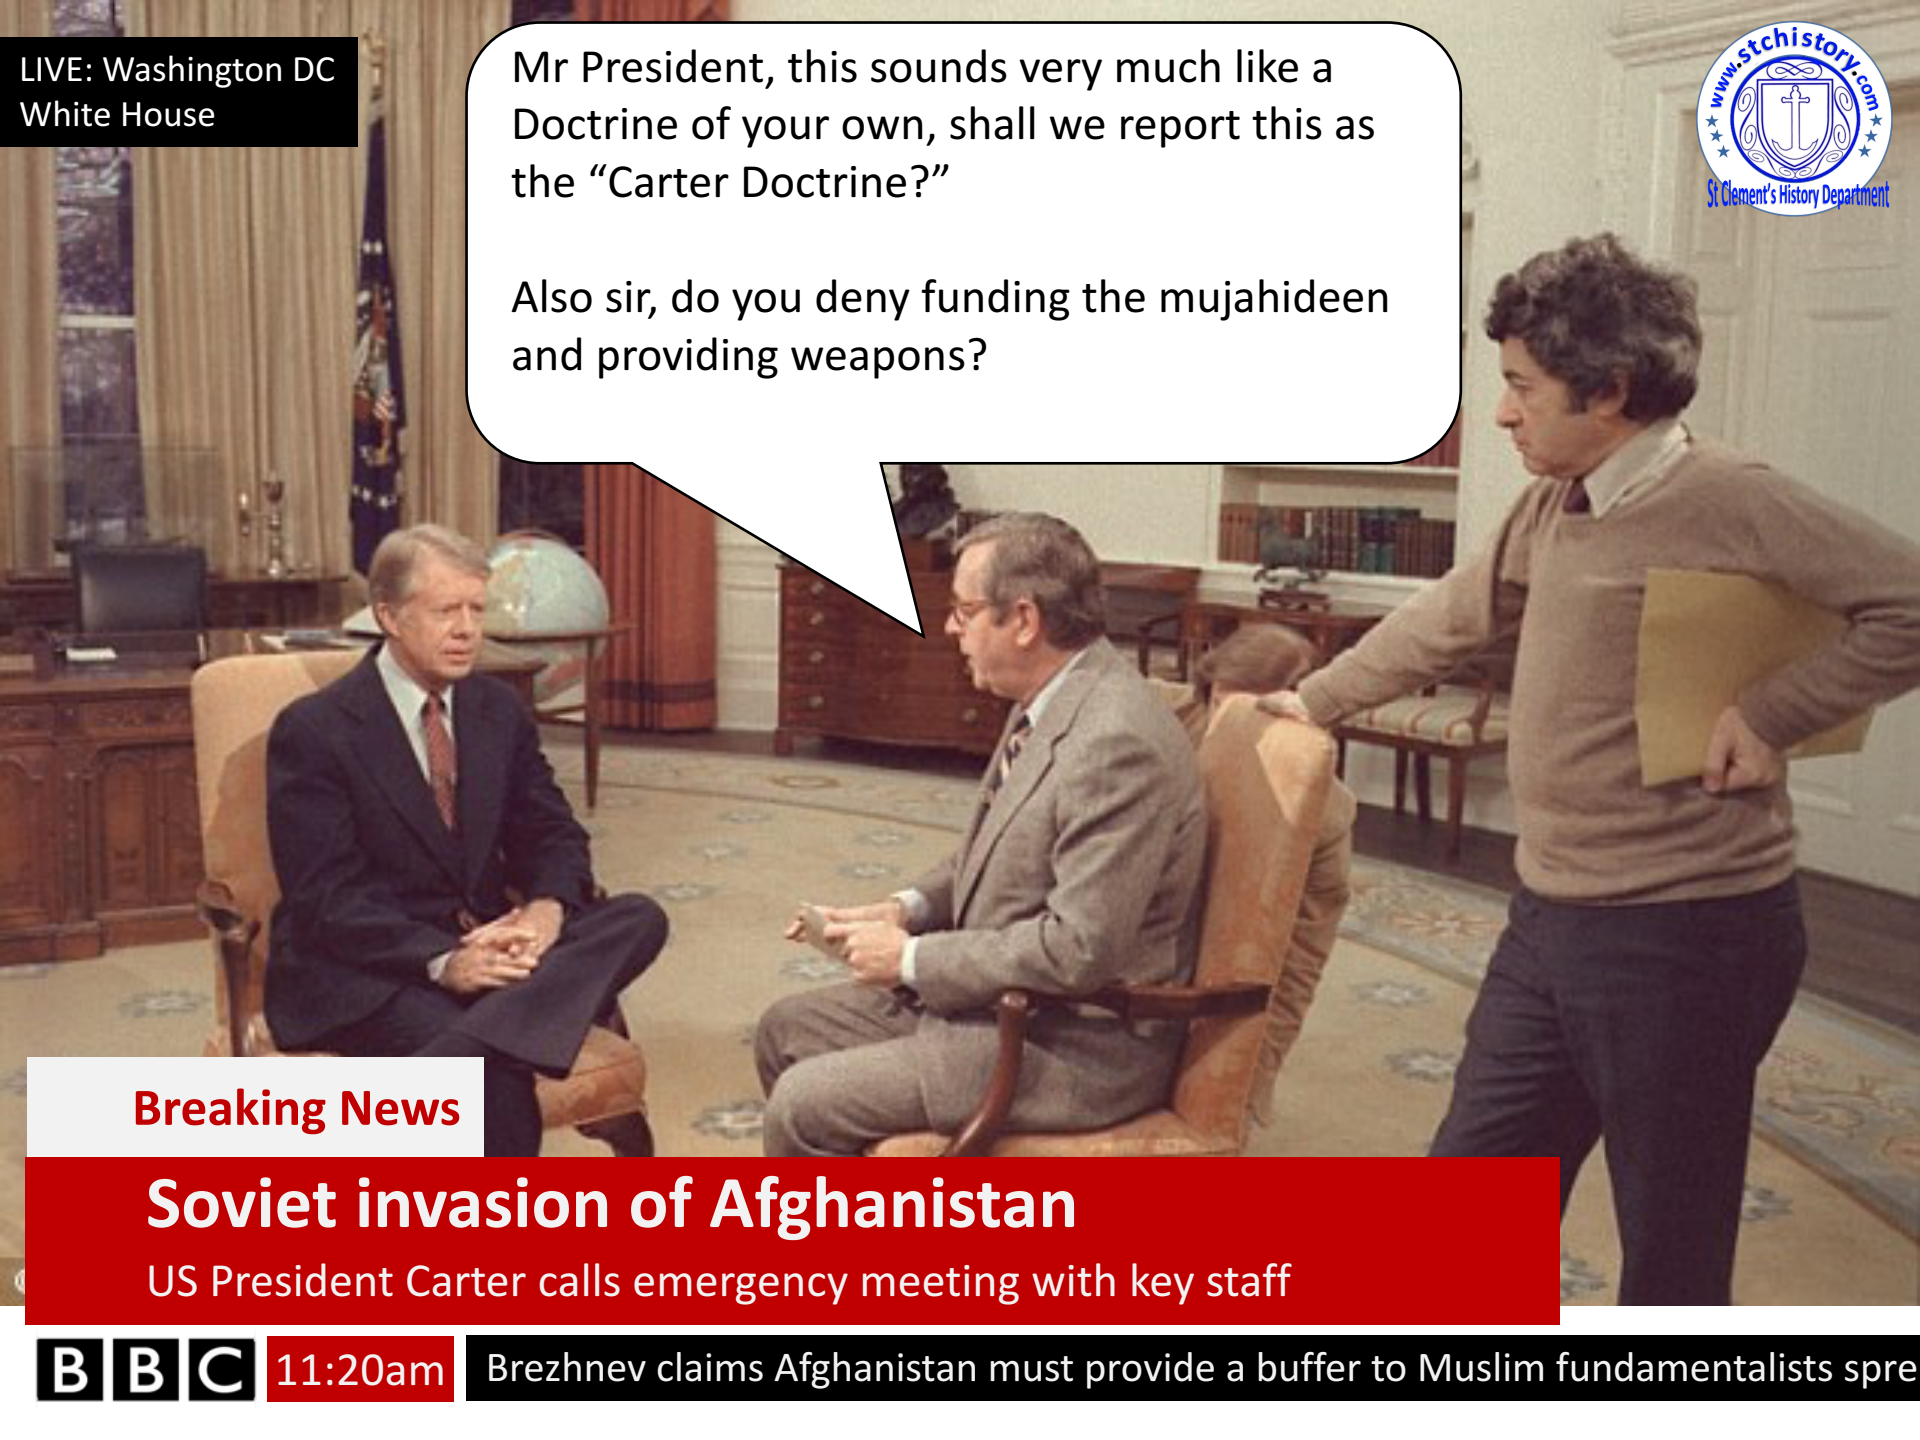 LIVE: Washington DC
White House
Mr President, this sounds very much like a
Doctrine of your own, shall we report this as
the “Carter Doctrine?”
Also sir, do you deny funding the mujahideen
and providing weapons?
www.stchistory.com
St Clement's History Department
Breaking News
Soviet invasion of Afghanistan
US President Carter calls emergency meeting with key staff
BBC
11:20am
Brezhnev claims Afghanistan must provide a buffer to Muslim fundamentalists spre